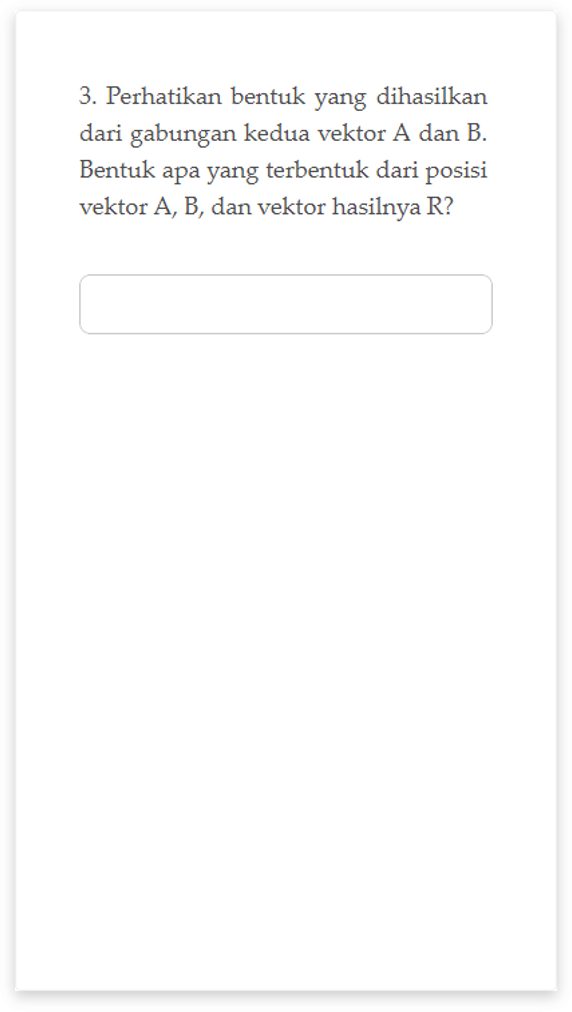 3. Perhatikan bentuk yang dihasilkan
dari gabungan kedua vektor A dan B.
Bentuk apa yang terbentuk dari posisi
vektor A, B, dan vektor hasilnya R?